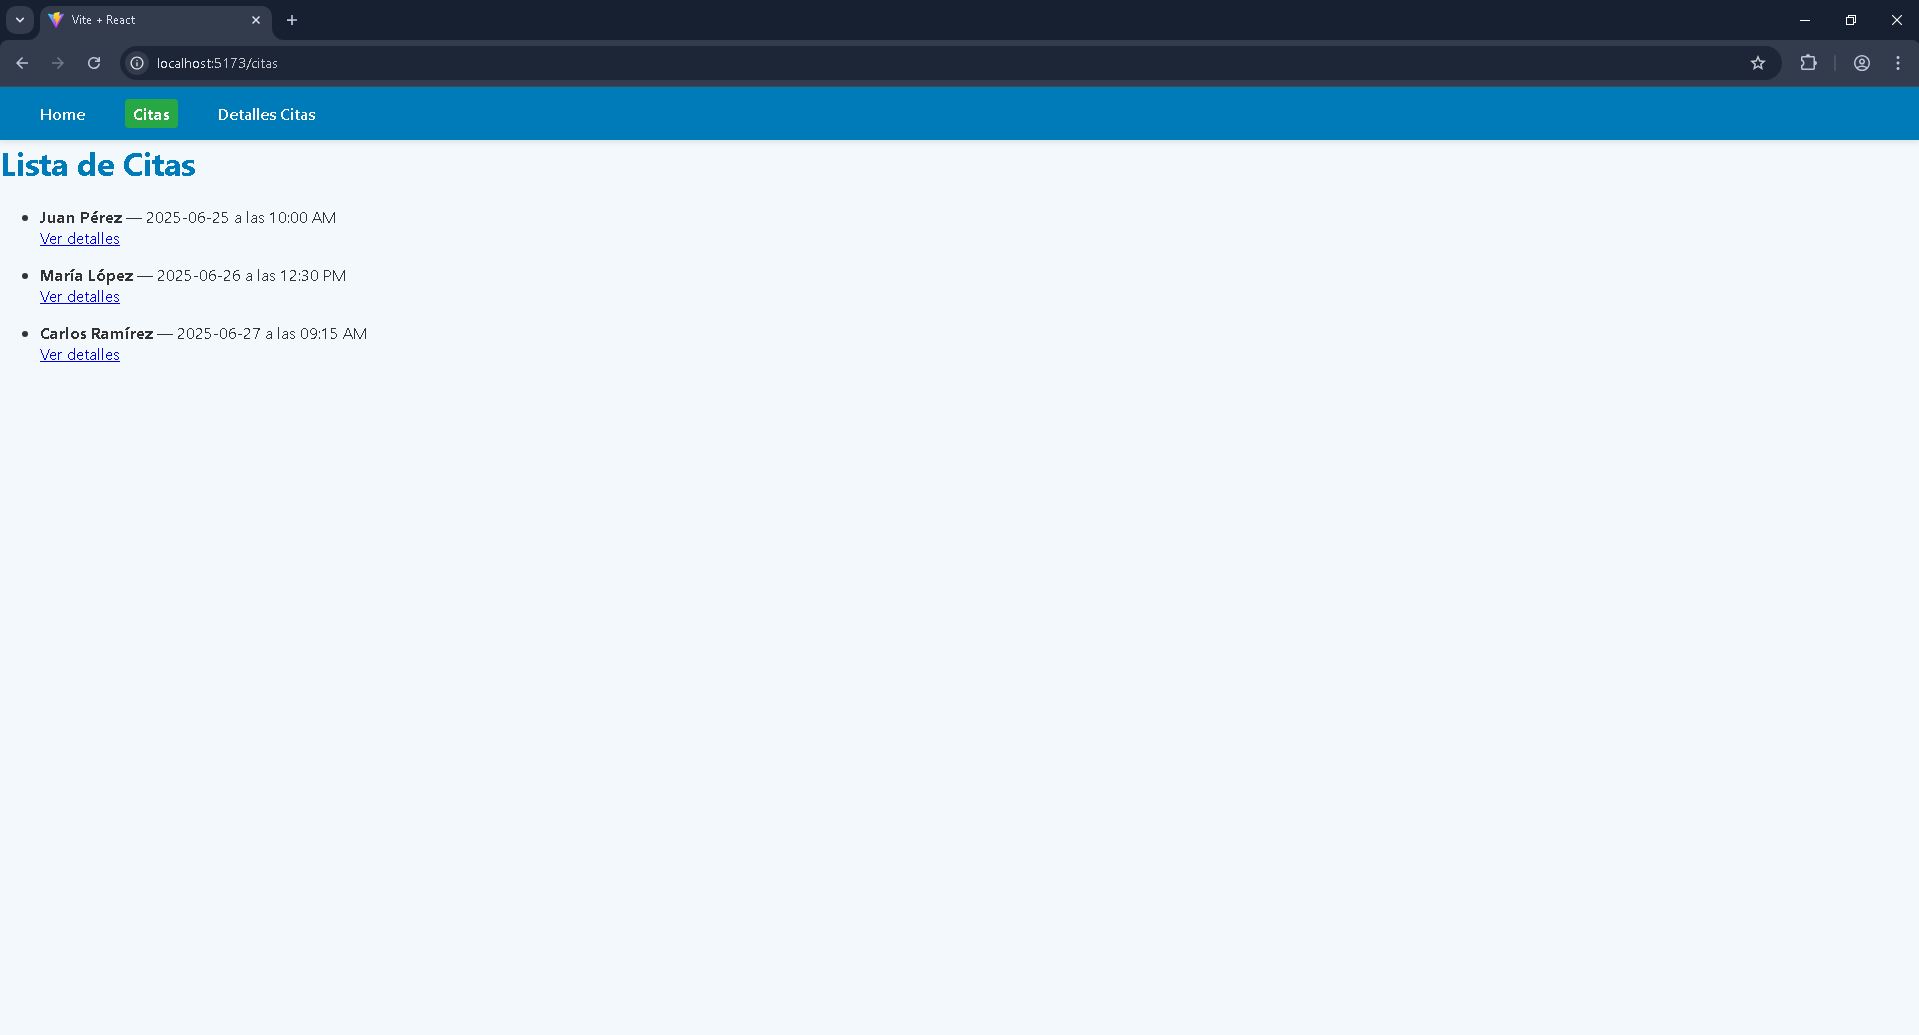 Vite + React
localhost:5173/citas
Home Citas Detalles Citas
Lista de Citas
Juan Pérez — 2025-06-25 a las 10:00 AM
Ver detalles
María López — 2025-06-26 a las 12:30 PM
Ver detalles
Carlos Ramírez — 2025-06-27 a las 09:15 AM
Ver detalles